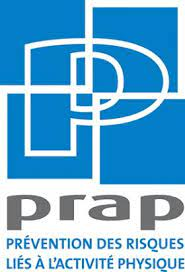 P
prap
PRÉVENTION DES RISQUES
LIÉS À L'ACTIVITÉ PHYSIQUE